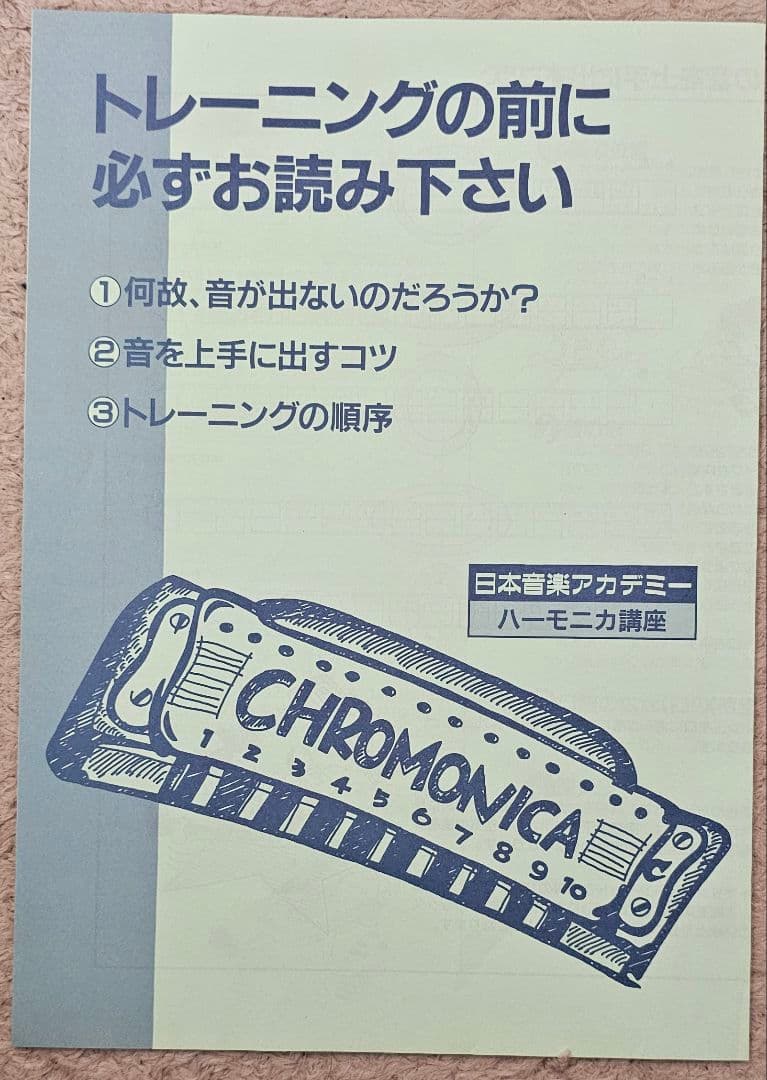 トレーニングの前に
必ずお読み下さい
①何故、音が出ないのだろうか?
②音を上手に出すコツ
③トレーニングの順序
日本音楽アカデミー
ハーモニカ講座
CHROMONICA
1 2 3 4 5 6 7 8 9 10